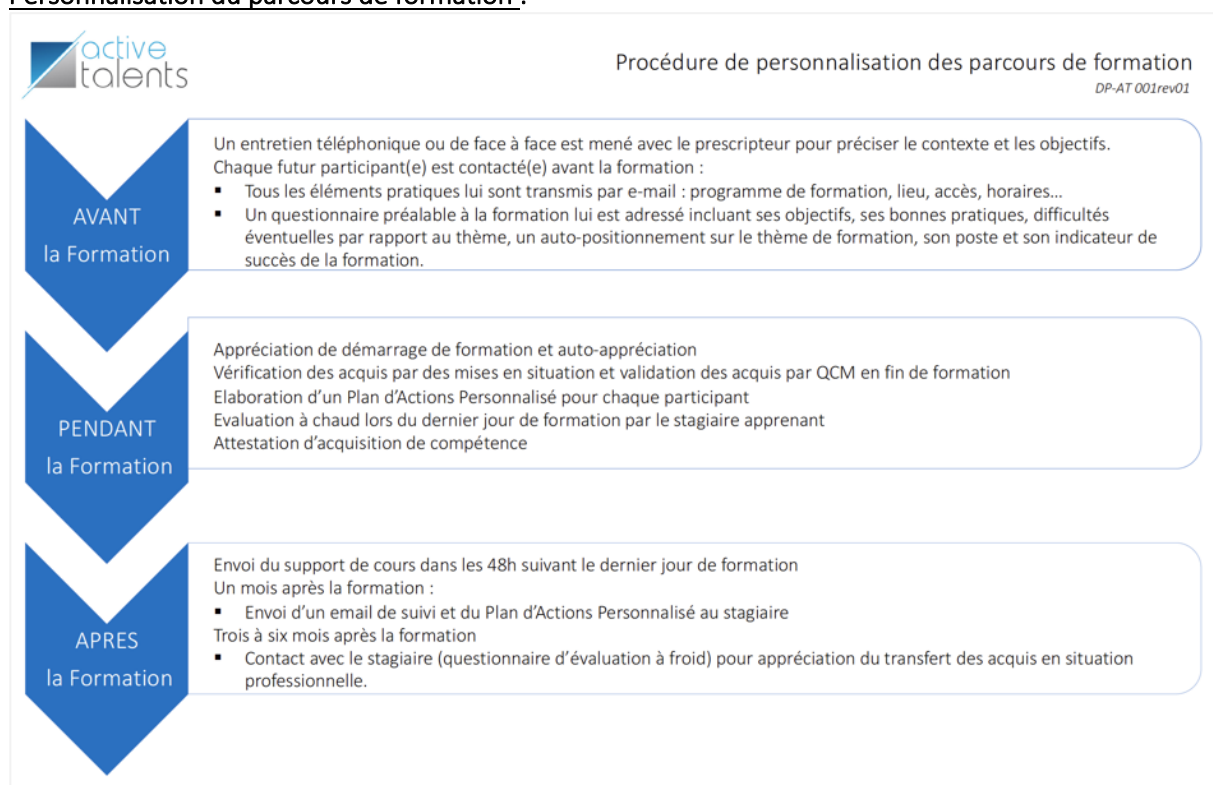 Personnalisation du parcours de formation :
active
talents
Procédure de personnalisation des parcours de formation
DP-AT 001rev01
AVANT
la Formation
Un entretien téléphonique ou de face à face est mené avec le prescripteur pour préciser le contexte et les objectifs.
Chaque futur participant(e) est contacté(e) avant la formation :
▪ Tous les éléments pratiques lui sont transmis par e-mail : programme de formation, lieu, accès, horaires…
▪ Un questionnaire préalable à la formation lui est adressé incluant ses objectifs, ses bonnes pratiques, difficultés
éventuelles par rapport au thème, un auto-positionnement sur le thème de formation, son poste et son indicateur de
succès de la formation.
PENDANT
la Formation
Appréciation de démarrage de formation et auto-appréciation
Vérification des acquis par des mises en situation et validation des acquis par QCM en fin de formation
Elaboration d'un Plan d'Actions Personnalisé pour chaque participant
Evaluation à chaud lors du dernier jour de formation par le stagiaire apprenant
Attestation d'acquisition de compétence
APRES
la Formation
Envoi du support de cours dans les 48h suivant le dernier jour de formation
Un mois après la formation :
▪ Envoi d'un email de suivi et du Plan d'Actions Personnalisé au stagiaire
Trois à six mois après la formation
▪ Contact avec le stagiaire (questionnaire d'évaluation à froid) pour appréciation du transfert des acquis en situation
professionnelle.